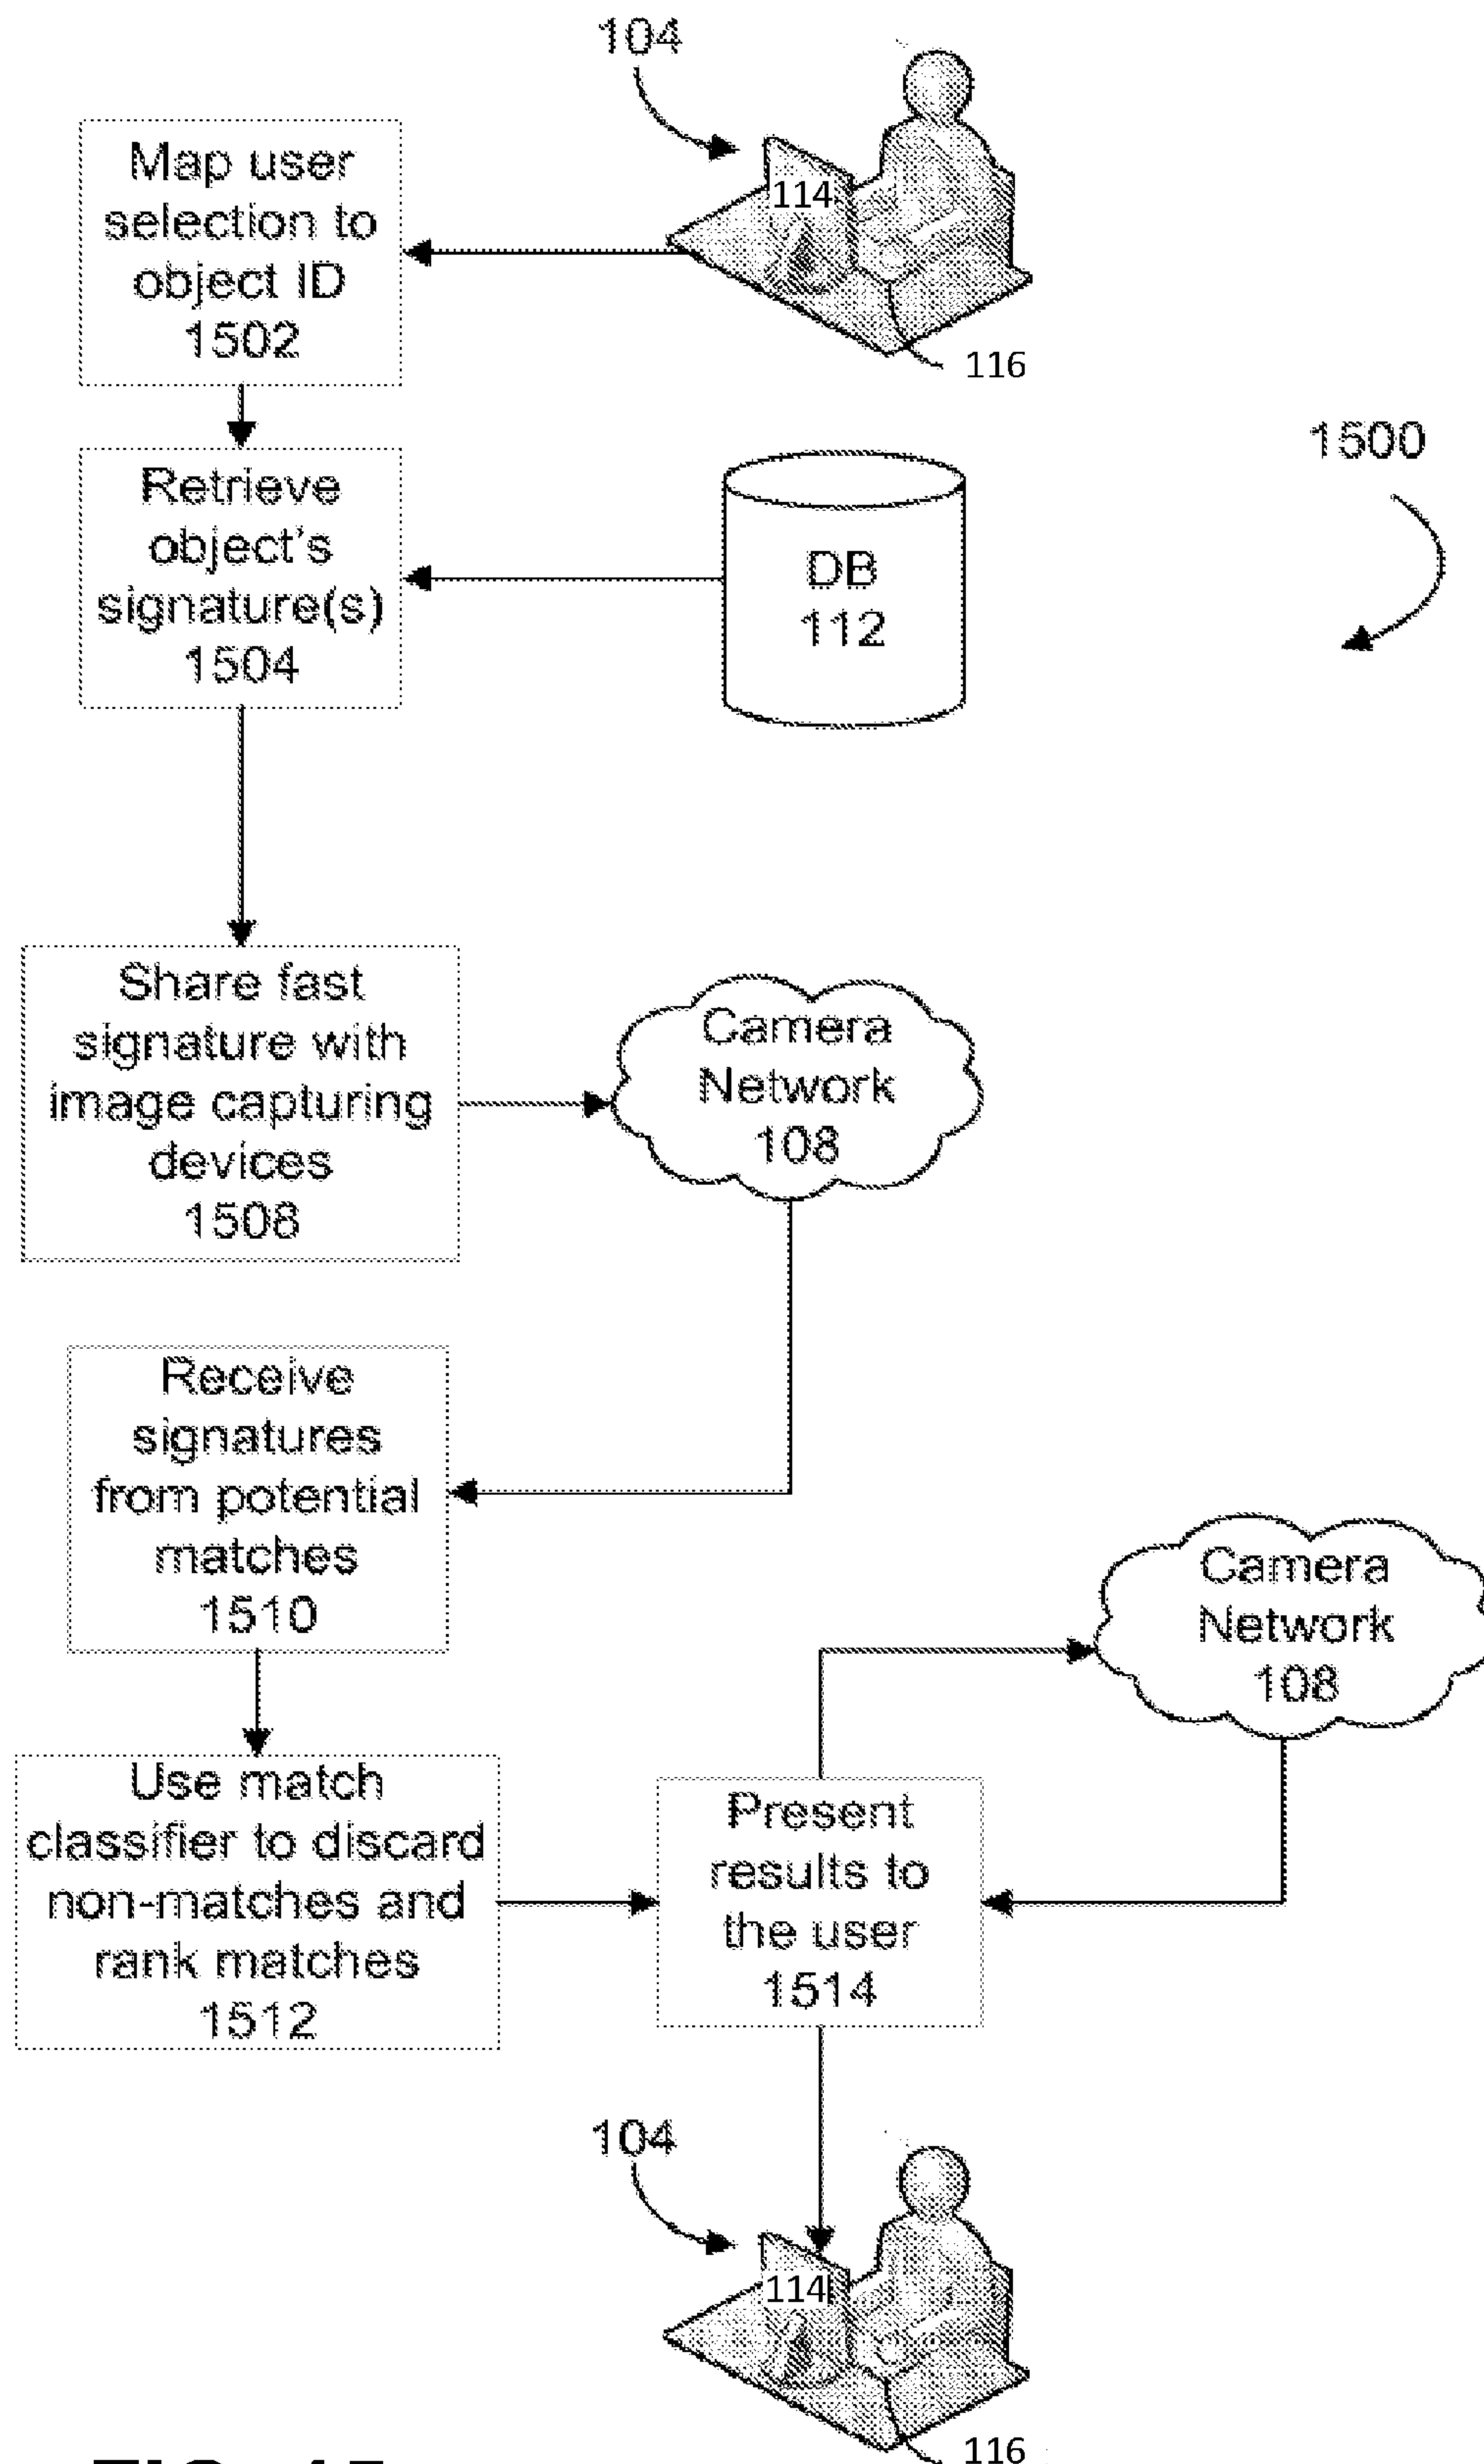 104
114
116
Map user
selection to
object ID
1502
1500
Retrieve
object's
signature(s)
1504
DB
112
Share fast
signature with
image capturing
devices
1508
Camera
Network
108
Receive
signatures
from potential
matches
1510
Camera
Network
108
Use match
classifier to discard
non-matches and
rank matches
1512
Present
results to
the user
1514
104
114
116